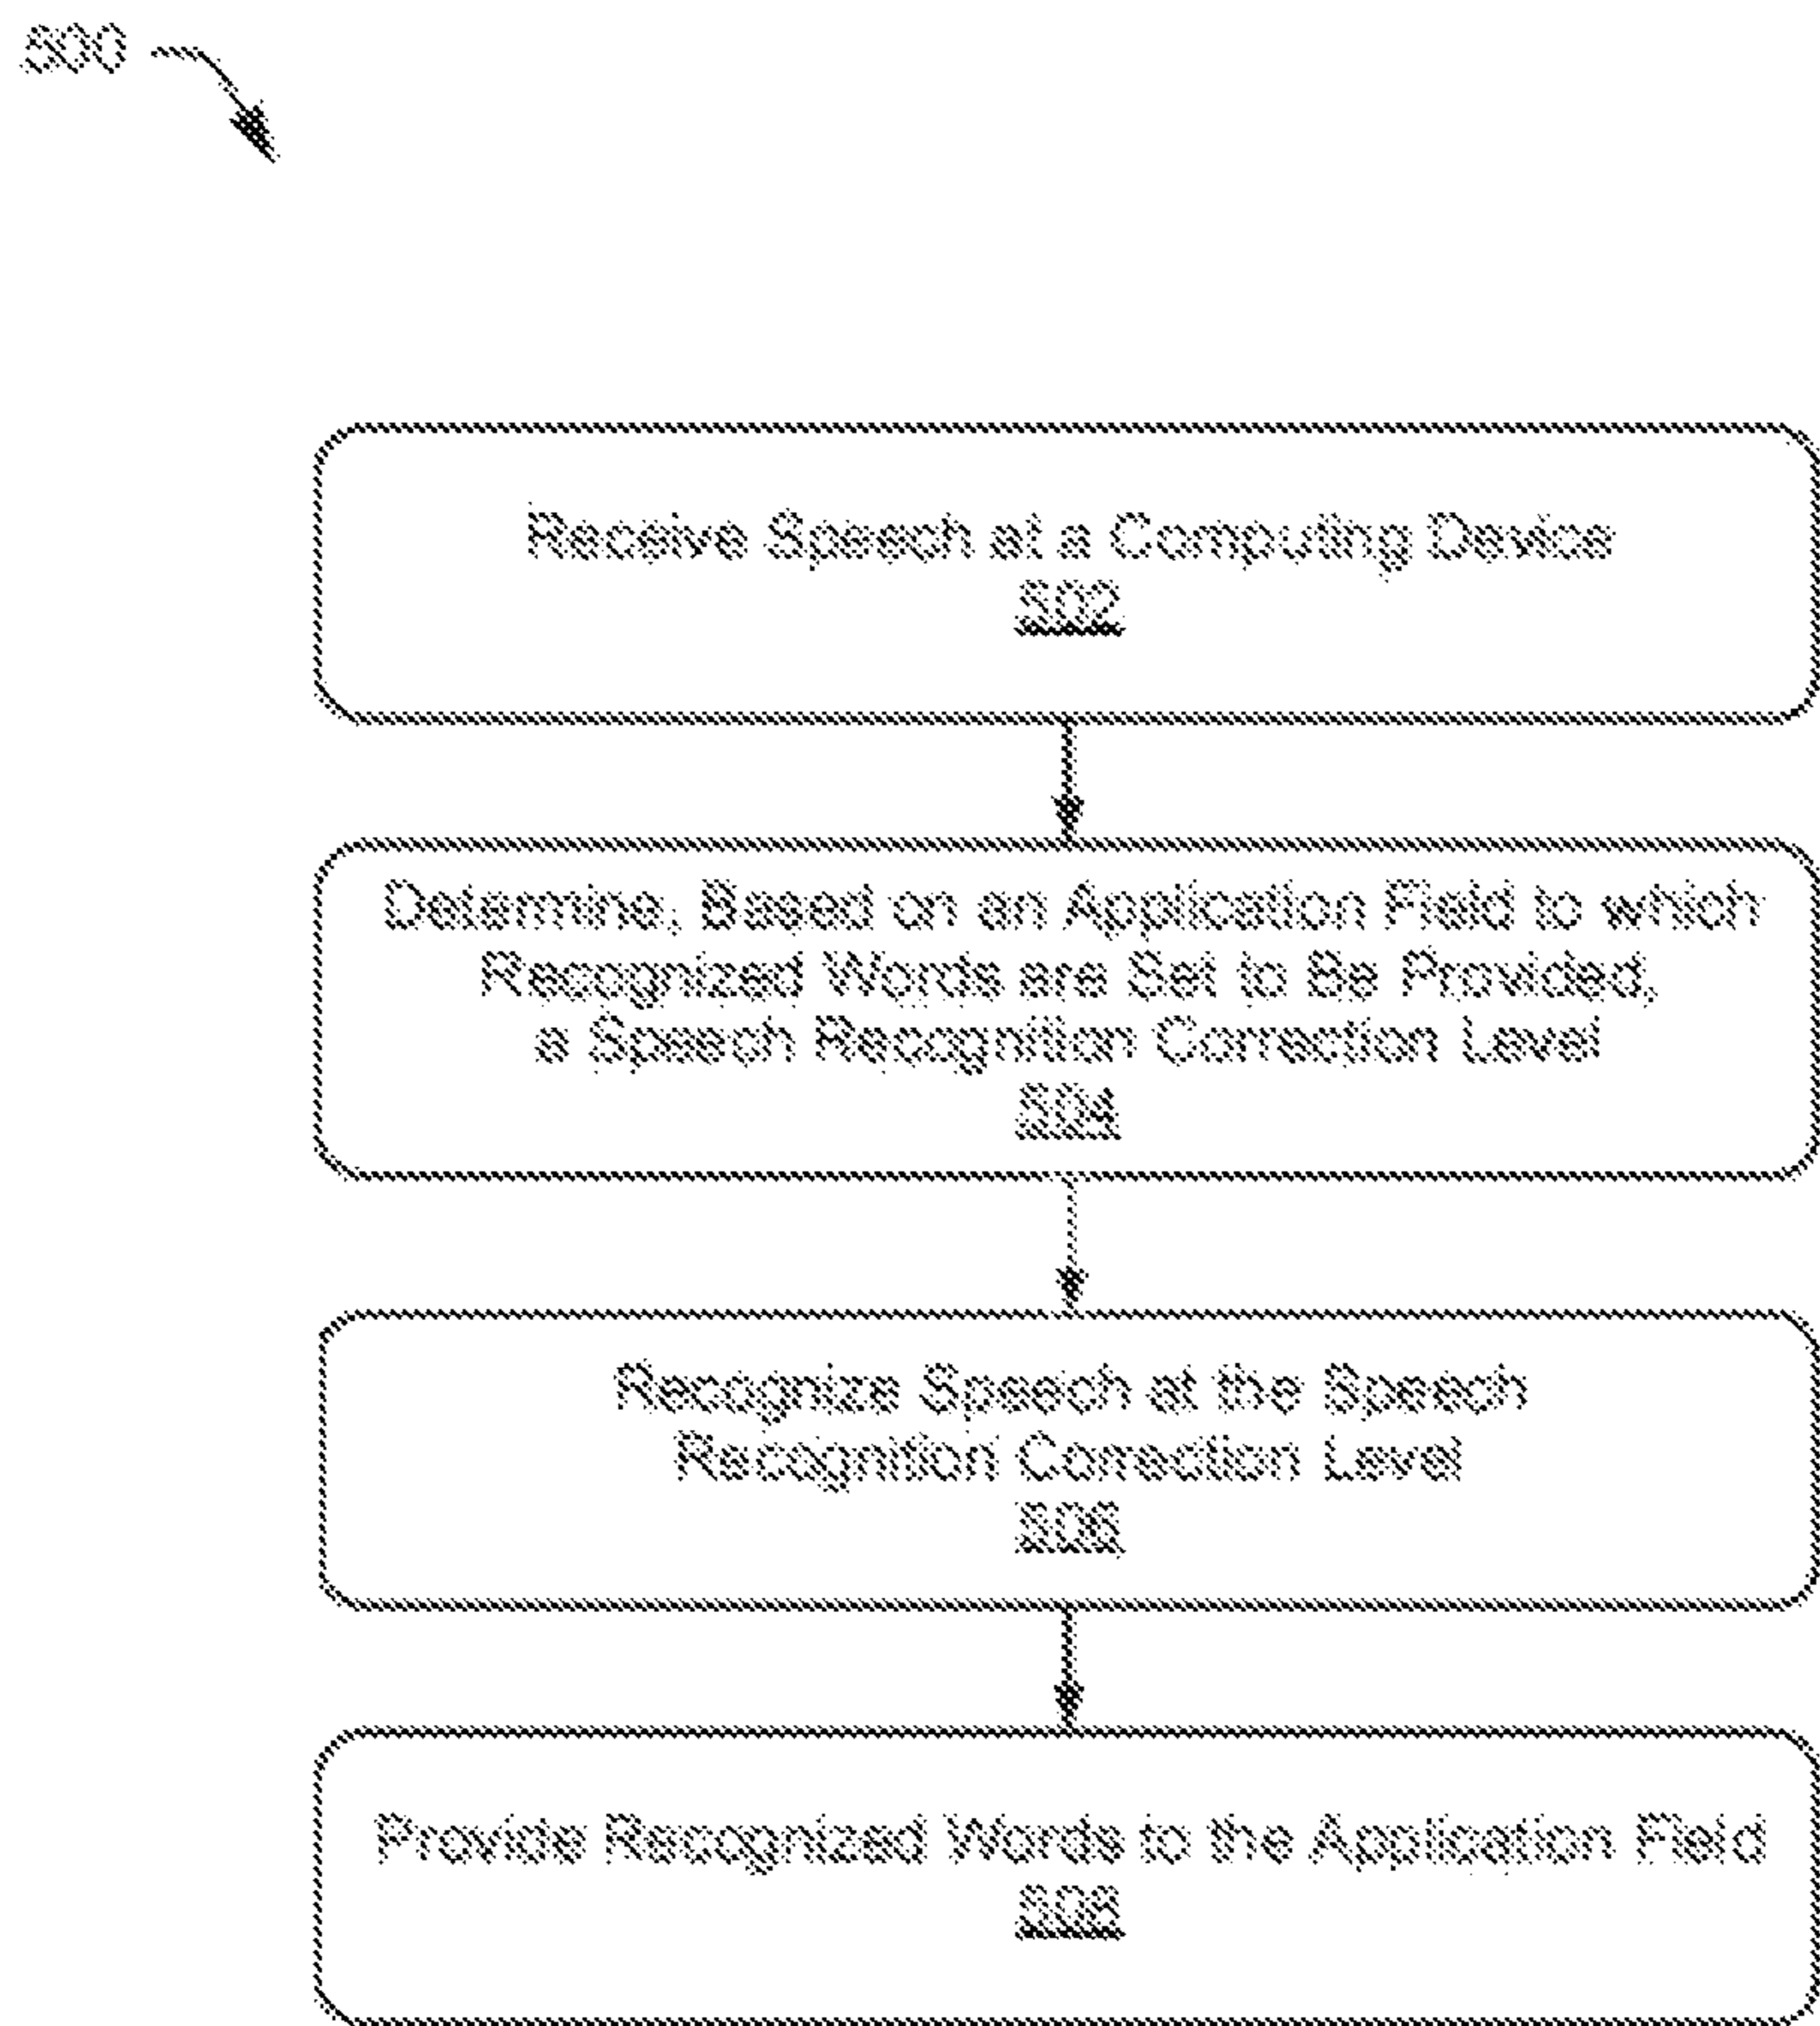 500
Receive Speech at a Computing Device
502
Determine, Based on an Application Field to which
Recognized Words are Set to Be Provided,
a Speech Recognition Correction Level
504
Recognize Speech at the Speech
Recognition Correction Level
506
Provide Recognized Words to the Application Field
508